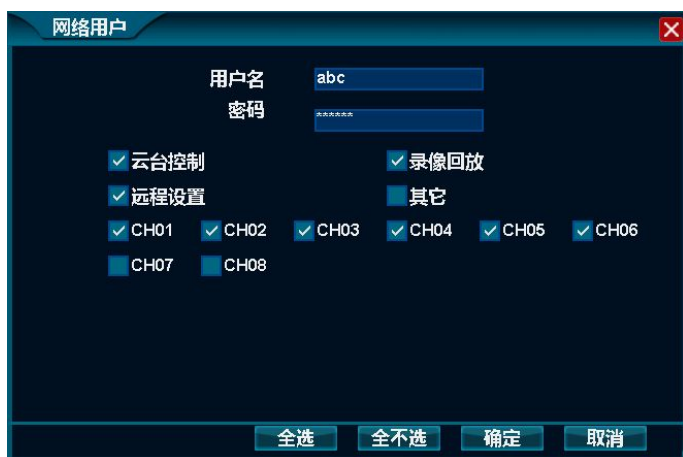 网络用户
用户名 abc
密码 ******
云台控制 录像回放
远程设置 其它
CH01 CH02 CH03 CH04 CH05 CH06
CH07 CH08
全选 全不选 确定 取消